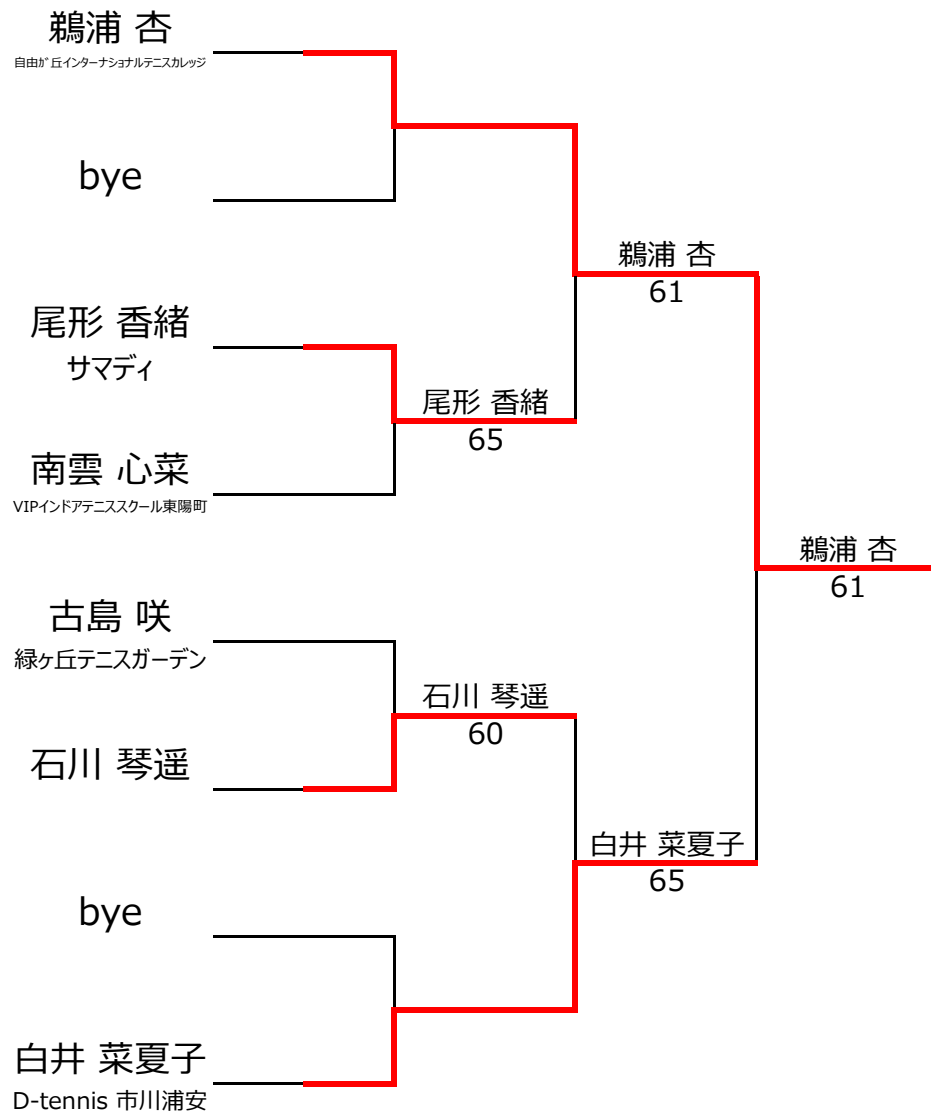 鵜浦 杏
自由が丘インターナショナルテニスカレッジ
bye
尾形 香緒
サマディ
南雲 心菜
VIPインドアテニススクール東陽町
古島 咲
緑ヶ丘テニスガーデン
石川 琴遥
bye
白井 菜夏子
D-tennis 市川浦安
尾形 香緒
65
石川 琴遥
60
鵜浦 杏
61
白井 菜夏子
65
鵜浦 杏
61